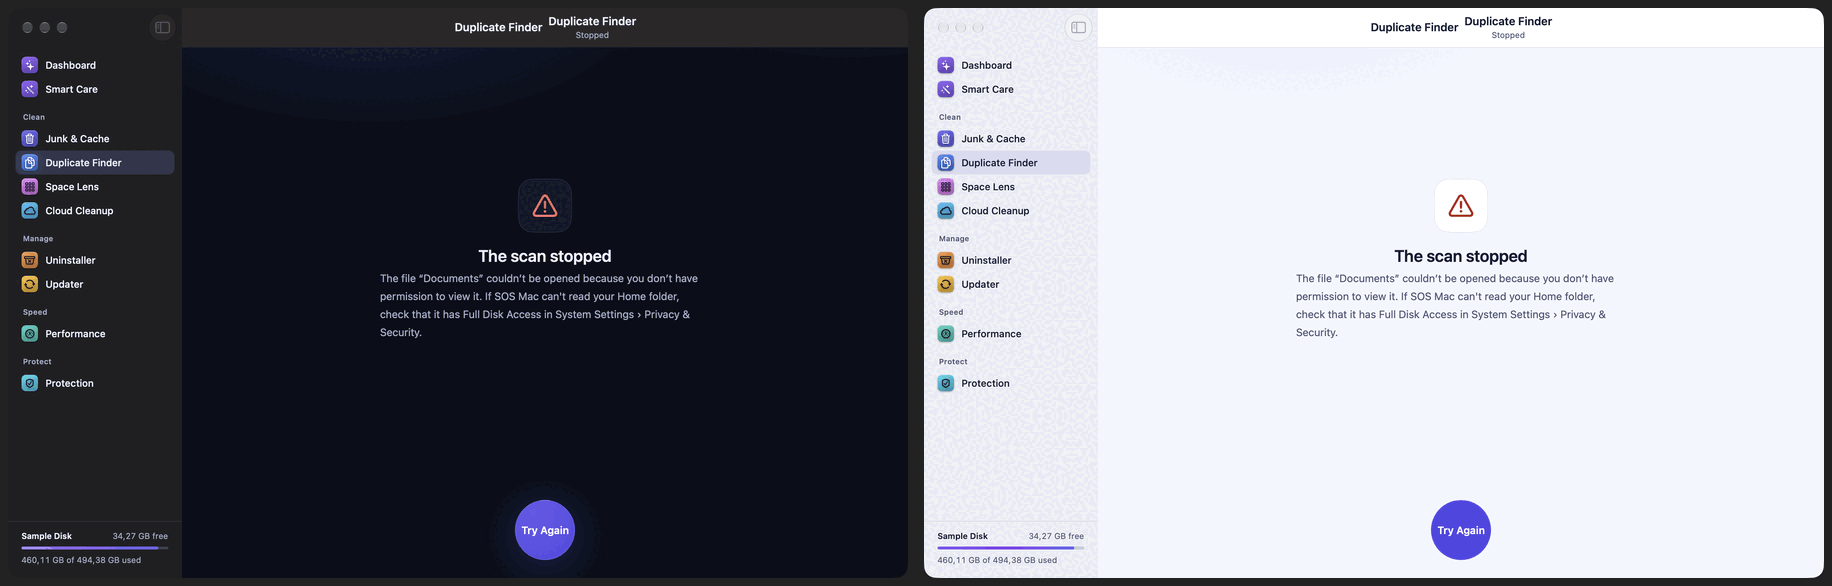 Duplicate Finder
Duplicate Finder
Stopped
Dashboard
Smart Care
Clean
Junk & Cache
Duplicate Finder
Space Lens
Cloud Cleanup
Manage
Uninstaller
Updater
Speed
Performance
Protect
Protection
The scan stopped
The file “Documents” couldn’t be opened because you don’t have
permission to view it. If SOS Mac can't read your Home folder,
check that it has Full Disk Access in System Settings › Privacy &
Security.
Try Again
Sample Disk 34,27 GB free
460,11 GB of 494,38 GB used
Duplicate Finder
Duplicate Finder
Stopped
Dashboard
Smart Care
Clean
Junk & Cache
Duplicate Finder
Space Lens
Cloud Cleanup
Manage
Uninstaller
Updater
Speed
Performance
Protect
Protection
The scan stopped
The file “Documents” couldn’t be opened because you don’t have
permission to view it. If SOS Mac can't read your Home folder,
check that it has Full Disk Access in System Settings › Privacy &
Security.
Try Again
Sample Disk 34,27 GB free
460,11 GB of 494,38 GB used